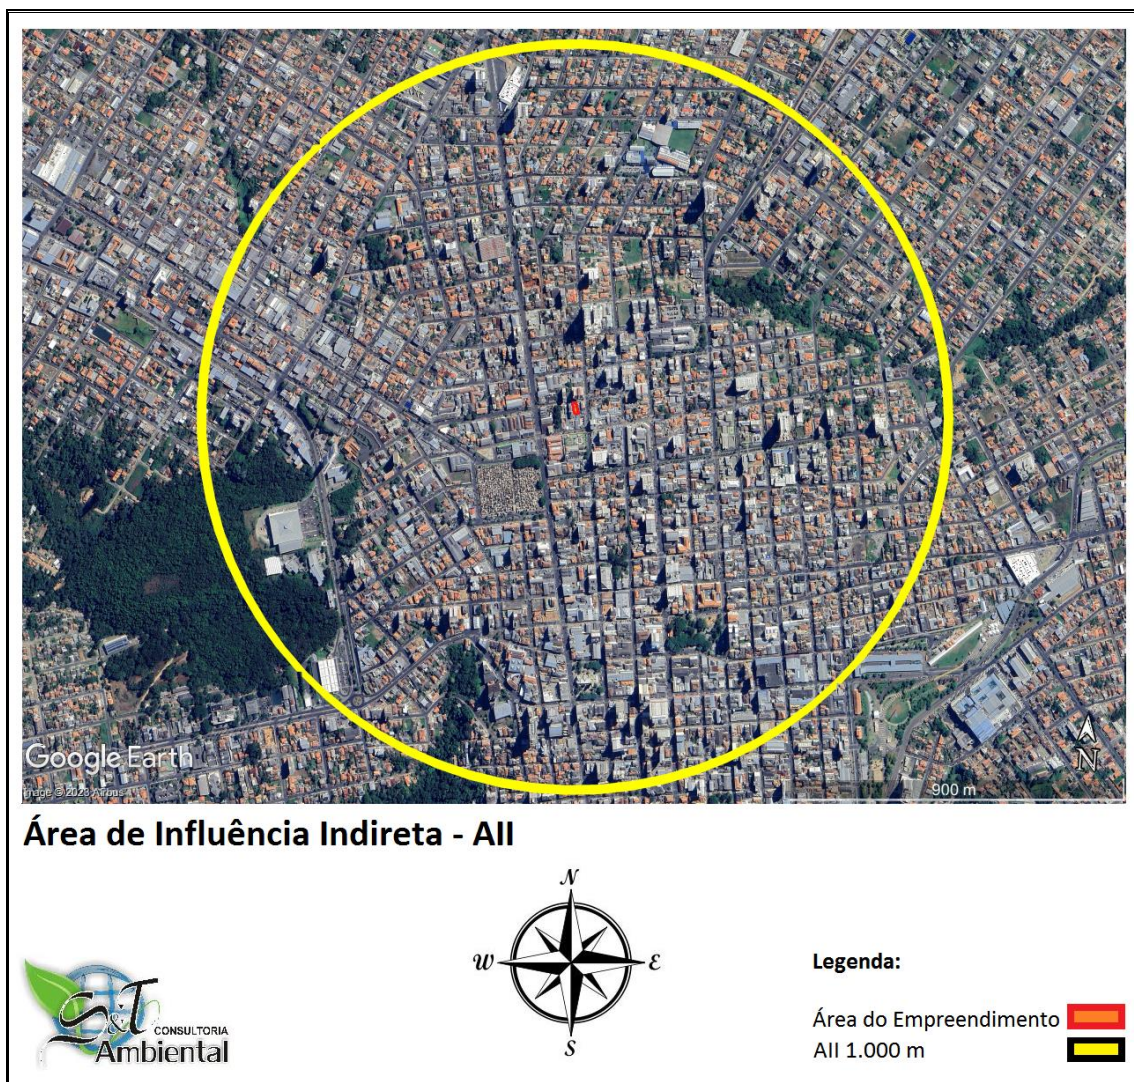 Google Earth
Image © 2023 Airbus
N
900 m
Área de Influência Indireta - AII
N
W
E
S
S&T
CONSULTORIA
Ambiental
Legenda:
Área do Empreendimento
AII 1.000 m